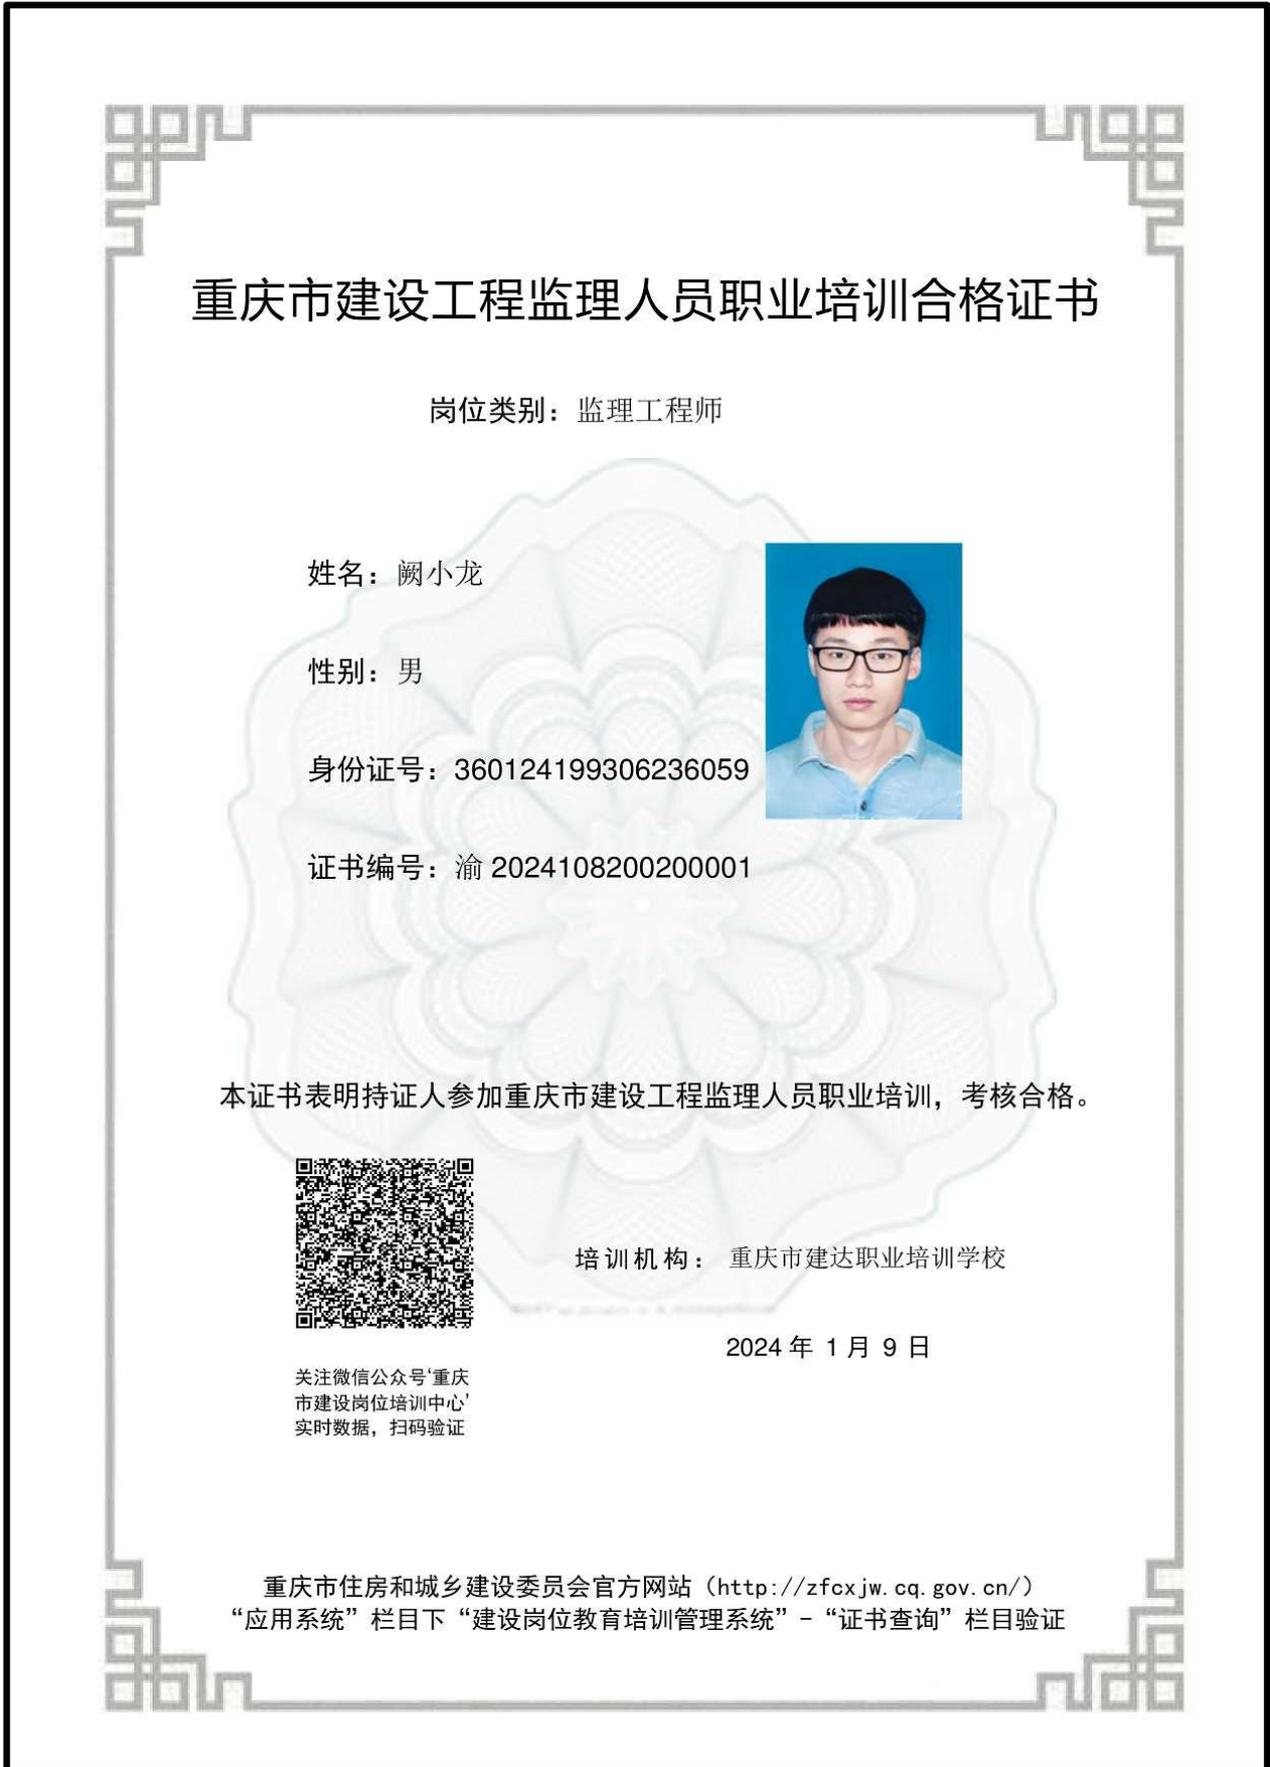 重庆市建设工程监理人员职业培训合格证书
岗位类别：监理工程师
姓名：阙小龙
性别：男
身份证号：360124199306236059
证书编号：渝 2024108200200001
本证书表明持证人参加重庆市建设工程监理人员职业培训，考核合格。
培训机构： 重庆市建达职业培训学校
2024 年 1 月 9 日
关注微信公众号‘重庆
市建设岗位培训中心’
实时数据，扫码验证
重庆市住房和城乡建设委员会官方网站（http://zfcxjw.cq.gov.cn/）
“应用系统”栏目下“建设岗位教育培训管理系统”-“证书查询”栏目验证